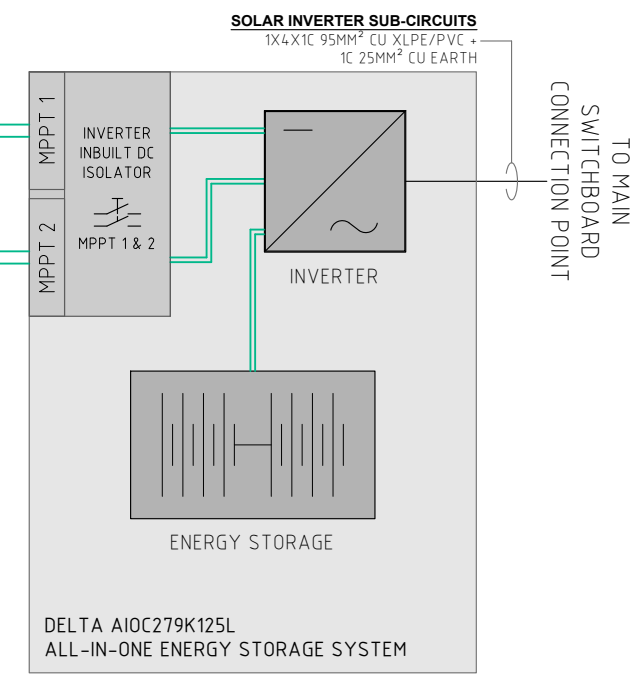 SOLAR INVERTER SUB-CIRCUITS
1X4X1C 95MM² CU XLPE/PVC +
1C 25MM² CU EARTH
MPPT 1
INVERTER
INBUILT DC
ISOLATOR
MPPT 1 & 2
MPPT 2
INVERTER
TO MAIN
SWITCHBOARD
CONNECTION POINT
ENERGY STORAGE
DELTA AIOC279K125L
ALL-IN-ONE ENERGY STORAGE SYSTEM